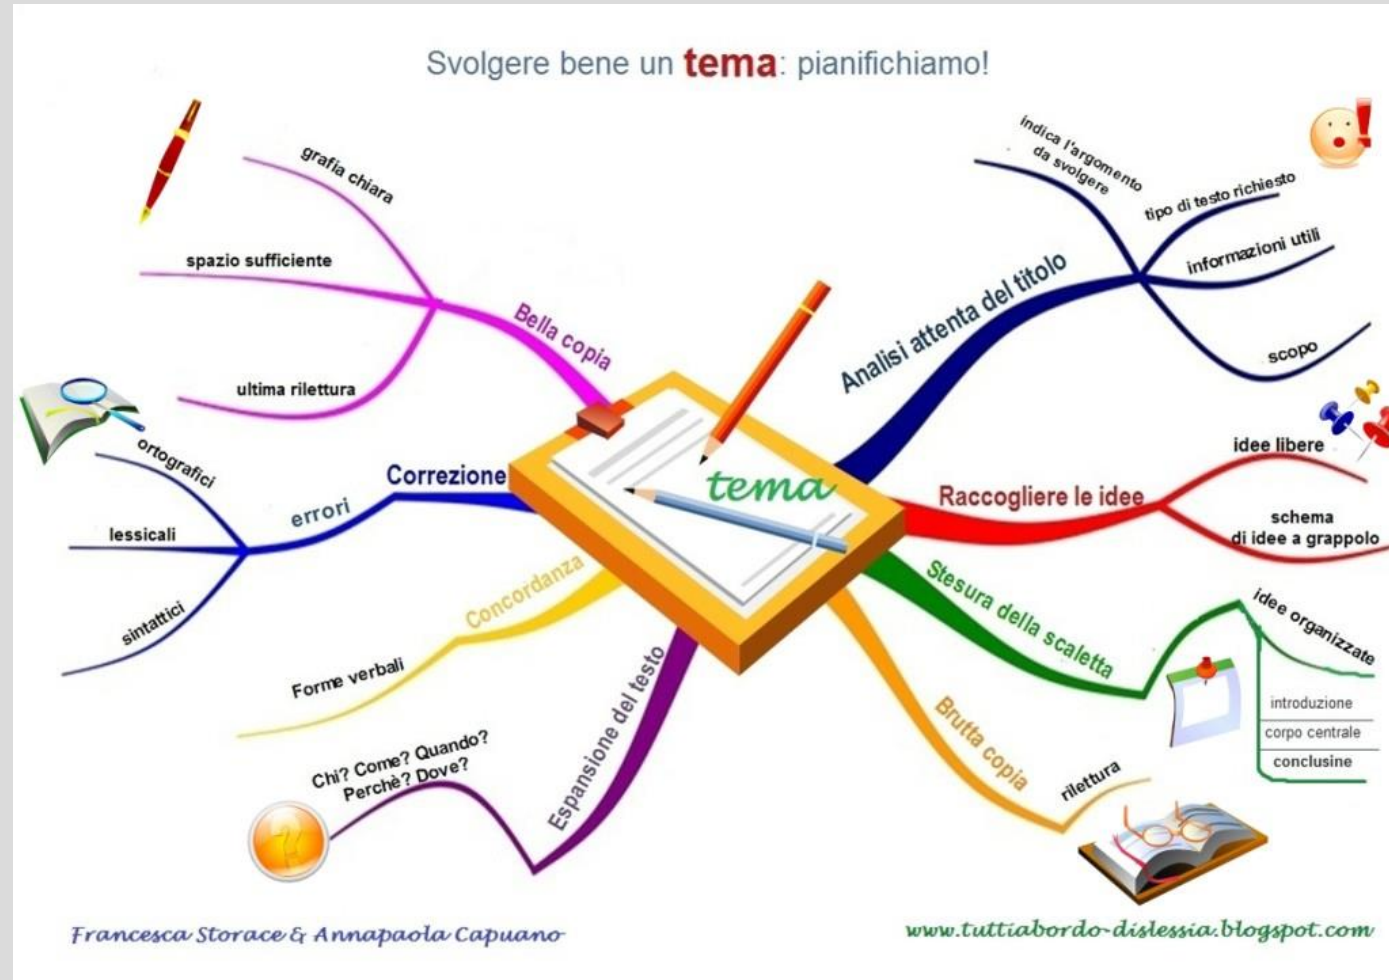 Svolgere bene un tema: pianifichiamo!
tema
Analisi attenta del titolo
indica l'argomento
da svolgere
tipo di testo richiesto
informazioni utili
scopo
Raccogliere le idee
idee libere
schema
di idee a grappolo
Stesura della scaletta
idee organizzate
introduzione
corpo centrale
conclusine
Brutta copia
rilettura
Espansione del testo
Chi? Come? Quando?
Perchè? Dove?
?
Concordanza
Forme verbali
Correzione
errori
ortografici
lessicali
sintattici
Bella copia
grafia chiara
spazio sufficiente
ultima rilettura
Francesca Storace & Annapaola Capuano
www.tuttiabordo-dislessia.blogspot.com